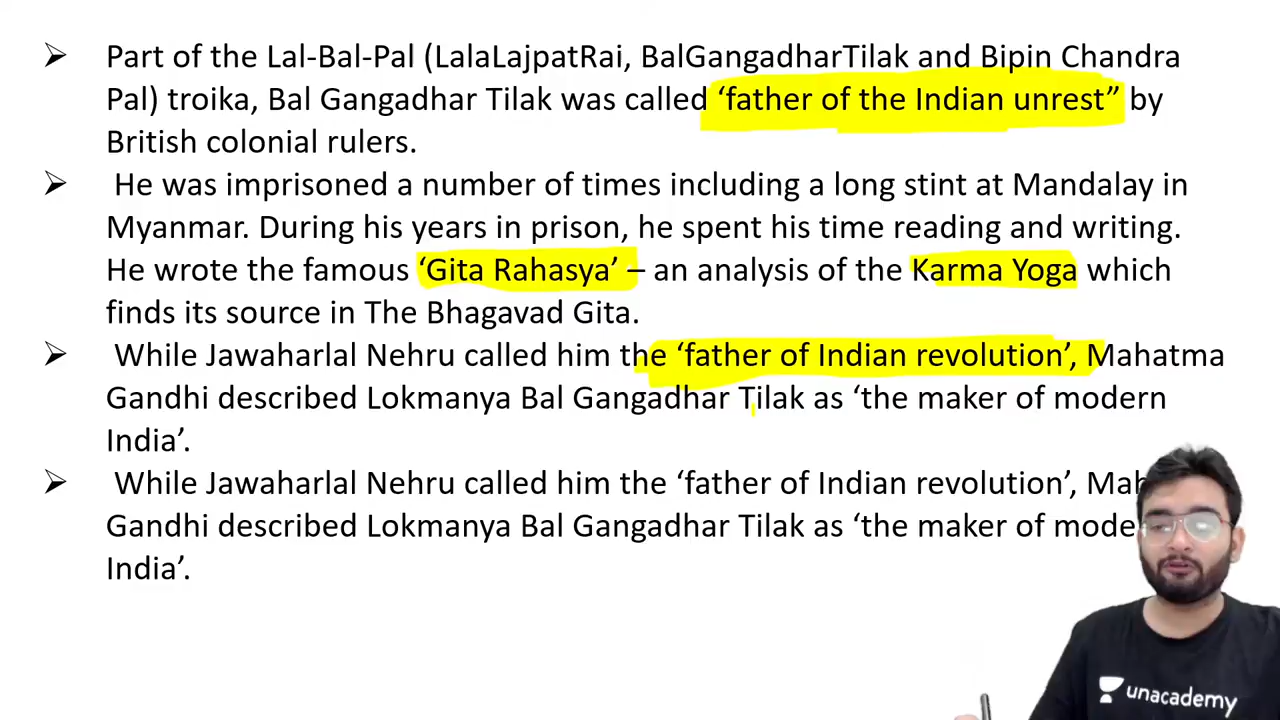 ➢ Part of the Lal-Bal-Pal (LalaLajpatRai, BalGangadharTilak and Bipin Chandra
Pal) troika, Bal Gangadhar Tilak was called ‘father of the Indian unrest” by
British colonial rulers.
➢ He was imprisoned a number of times including a long stint at Mandalay in
Myanmar. During his years in prison, he spent his time reading and writing.
He wrote the famous ‘Gita Rahasya’ – an analysis of the Karma Yoga which
finds its source in The Bhagavad Gita.
➢ While Jawaharlal Nehru called him the ‘father of Indian revolution’, Mahatma
Gandhi described Lokmanya Bal Gangadhar Tilak as ‘the maker of modern
India’.
➢ While Jawaharlal Nehru called him the ‘father of Indian revolution’,
Gandhi described Lokmanya Bal Gangadhar Tilak as ‘the maker of
India’.
unacademy